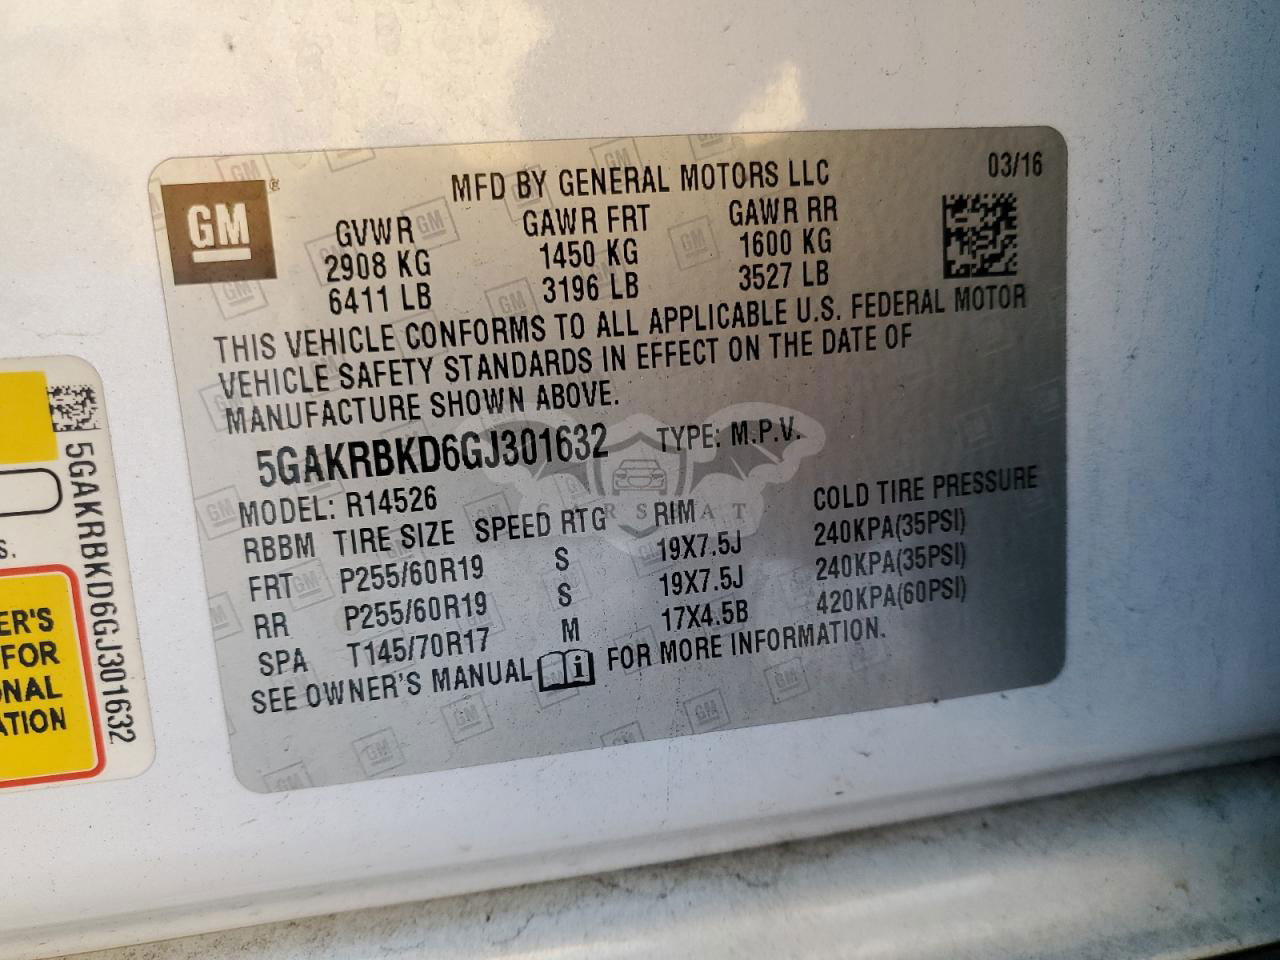 GM
MFD BY GENERAL MOTORS LLC
03/16
GVWR GAWR FRT GAWR RR
2908 KG 1450 KG 1600 KG
6411 LB 3196 LB 3527 LB
THIS VEHICLE CONFORMS TO ALL APPLICABLE U.S. FEDERAL MOTOR
VEHICLE SAFETY STANDARDS IN EFFECT ON THE DATE OF
MANUFACTURE SHOWN ABOVE.
5GAKRBKD6GJ301632 TYPE: M.P.V.
MODEL: R14526
RBBM TIRE SIZE SPEED RTG RIM COLD TIRE PRESSURE
FRT P255/60R19 S 19X7.5J 240KPA(35PSI)
RR P255/60R19 S 19X7.5J 240KPA(35PSI)
SPA T145/70R17 M 17X4.5B 420KPA(60PSI)
SEE OWNER'S MANUAL i FOR MORE INFORMATION.
5GAKRBKD6GJ301632
S.
ER'S
FOR
ONAL
ATION